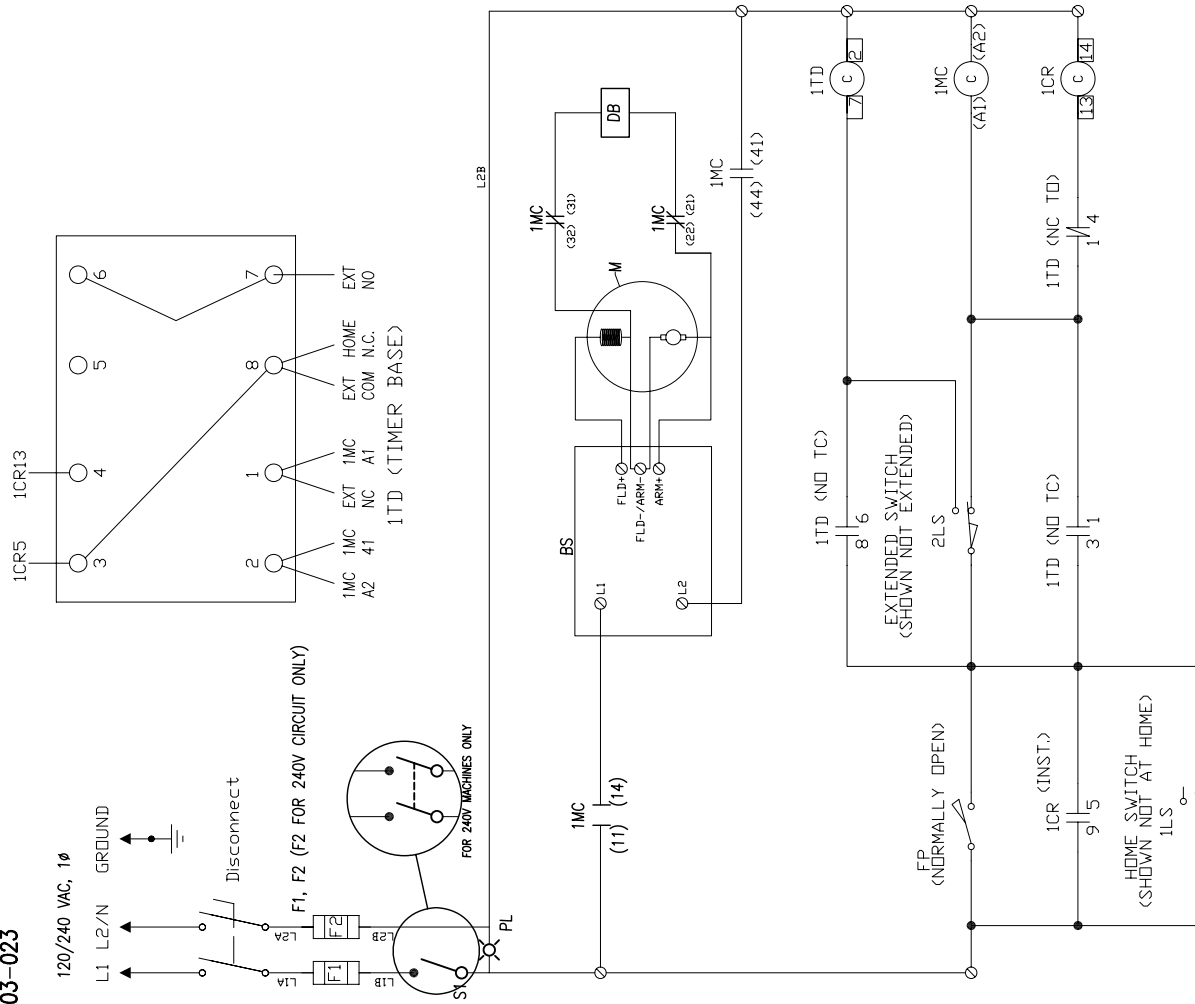 03-023
120/240 VAC, 1ø
L1 L2/N GROUND
Disconnect
F1, F2 (F2 FOR 240V CIRCUIT ONLY)
L1A
L2A
F1
F2
L1B
L2B
S1
PL
FOR 240V MACHINES ONLY
1CR5
1CR13
3
4
5
6
2
1
8
7
1MC A2
1MC 41
EXT NC
1MC A1
EXT COM
HOME N.C.
EXT NO
1TD (TIMER BASE)
L2B
1MC
(11) (14)
BS
L1
L2
FLD+
FLD-/ARM-
ARM+
M
1MC
(32) (31)
1MC
(22) (21)
DB
1MC
(44) (41)
1TD (NO TC)
8 6
1TD
7 C 2
EXTENDED SWITCH
(SHOWN NOT EXTENDED)
2LS
FP
(NORMALLY OPEN)
1MC
(A1) C (A2)
1CR (INST.)
9 5
1TD (NO TC)
3 1
1TD (NC TO)
1 4
1CR
13 C 14
HOME SWITCH
(SHOWN NOT AT HOME)
1LS